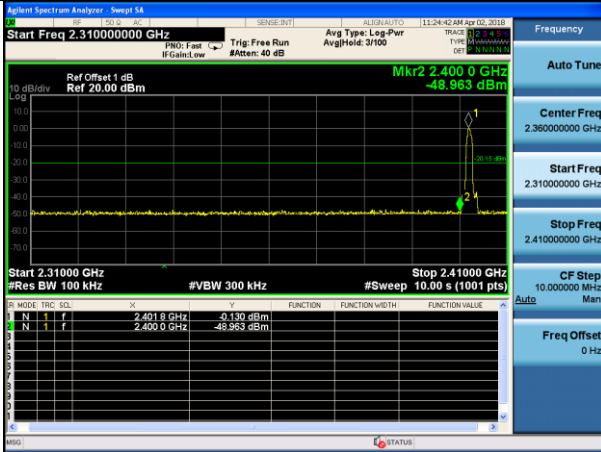 Agilent Spectrum Analyzer - Swept SA
RF 50 Ω AC SENSE:INT ALIGNAUTO 11:24:42 AM Apr 02, 2018
Start Freq 2.310000000 GHz
PNO: Fast
IFGain:Low
Trig: Free Run
#Atten: 40 dB
Avg Type: Log-Pwr
Avg|Hold: 3/100
TRACE 1 2 3 4 5 6
TYPE M
DET P N N N N N
Ref Offset 1 dB
10 dB/div Ref 20.00 dBm
Log
Mkr2 2.400 0 GHz
-48.963 dBm
10.0
0.00
-10.0
-20.0
-30.0
-40.0
-50.0
-60.0
-70.0
1
-20.15 dBm
2
Start 2.31000 GHz Stop 2.41000 GHz
#Res BW 100 kHz #VBW 300 kHz #Sweep 10.00 s (1001 pts)
MODE TRC SCL X Y FUNCTION FUNCTION WIDTH FUNCTION VALUE
1 N 1 f 2.401 8 GHz -0.130 dBm
2 N 1 f 2.400 0 GHz -48.963 dBm
3
4
5
6
7
8
9
MSG STATUS
Frequency
Auto Tune
Center Freq
2.360000000 GHz
Start Freq
2.310000000 GHz
Stop Freq
2.410000000 GHz
CF Step
10.000000 MHz
Auto Man
Freq Offset
0 Hz